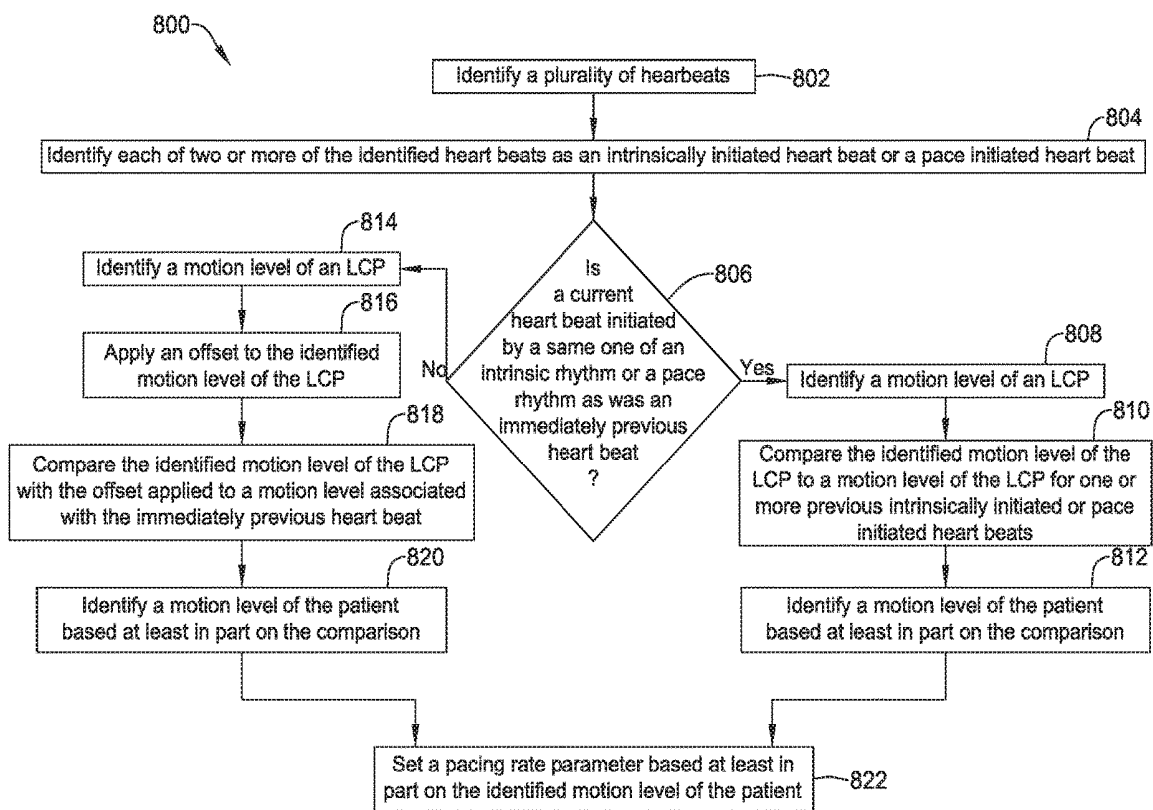 800
Identify a plurality of hearbeats
802
804
Identify each of two or more of the identified heart beats as an intrinsically initiated heart beat or a pace initiated heart beat
806
Is
a current
heart beat initiated
by a same one of an
intrinsic rhythm or a pace
rhythm as was an
immediately previous
heart beat
?
No
Yes
814
Identify a motion level of an LCP
816
Apply an offset to the identified
motion level of the LCP
818
Compare the identified motion level of the LCP
with the offset applied to a motion level associated
with the immediately previous heart beat
820
Identify a motion level of the patient
based at least in part on the comparison
808
Identify a motion level of an LCP
810
Compare the identified motion level of the
LCP to a motion level of the LCP for one or
more previous intrinsically initiated or pace
initiated heart beats
812
Identify a motion level of the patient
based at least in part on the comparison
Set a pacing rate parameter based at least in
part on the identified motion level of the patient
822